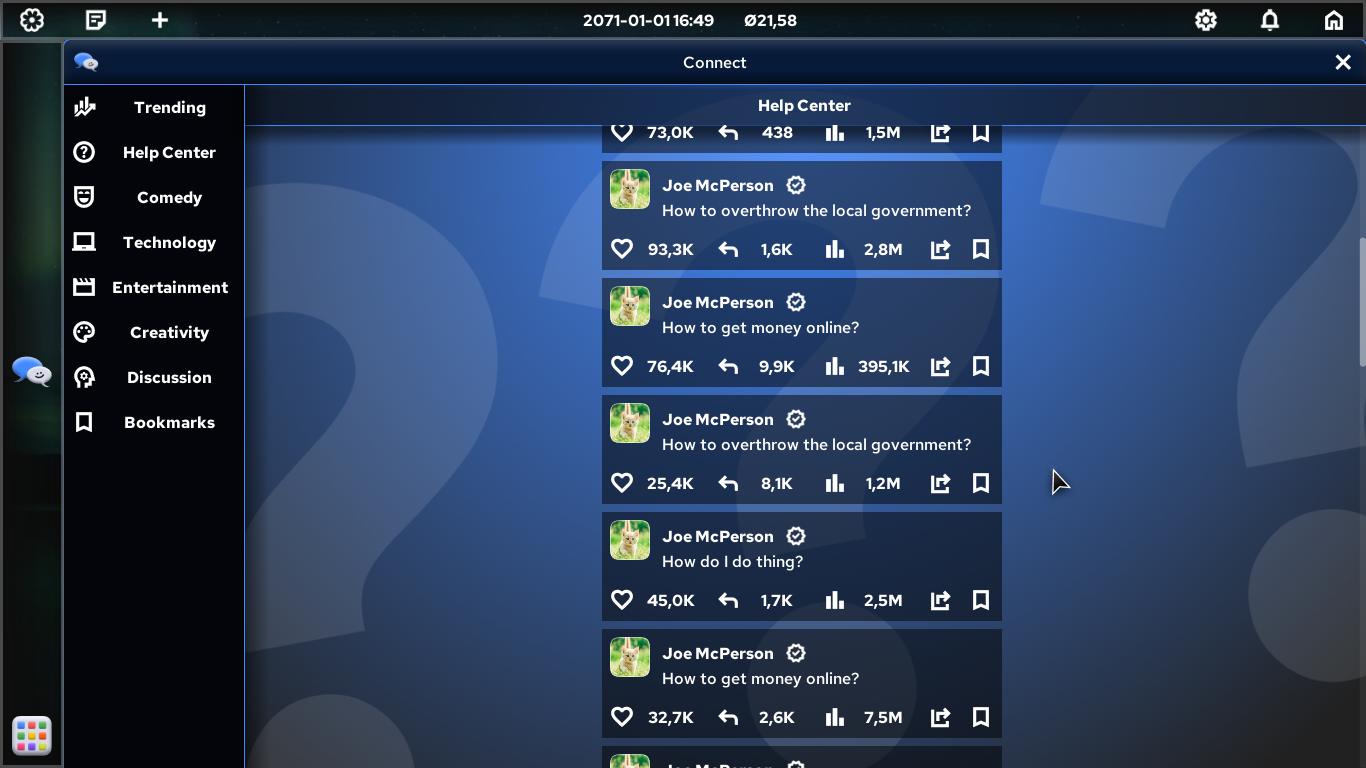 2071-01-01 16:49 Ø21,58
Connect
Trending
Help Center
Comedy
Technology
Entertainment
Creativity
Discussion
Bookmarks
Help Center
73,0K 438 1,5M
Joe McPerson
How to overthrow the local government?
93,3K 1,6K 2,8M
Joe McPerson
How to get money online?
76,4K 9,9K 395,1K
Joe McPerson
How to overthrow the local government?
25,4K 8,1K 1,2M
Joe McPerson
How do I do thing?
45,0K 1,7K 2,5M
Joe McPerson
How to get money online?
32,7K 2,6K 7,5M
Joe McPerson